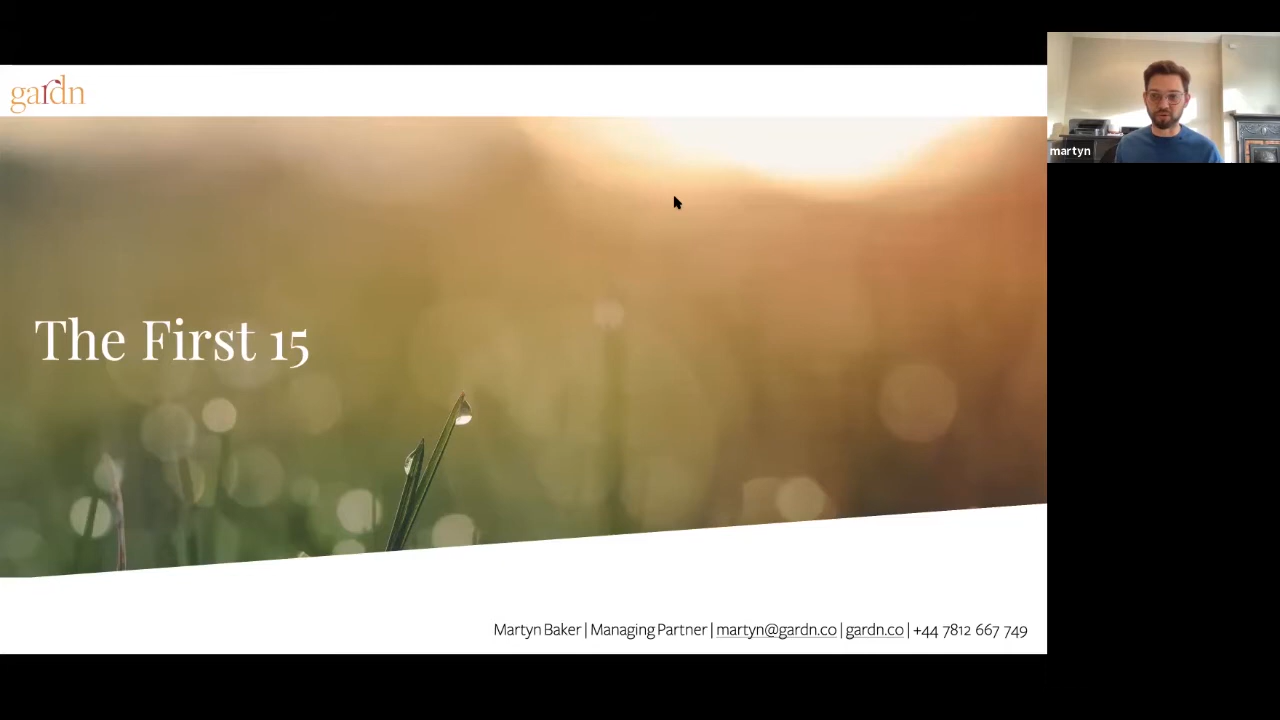 gardn
martyn
The First 15
Martyn Baker | Managing Partner | martyn@gardn.co | gardn.co | +44 7812 667 749